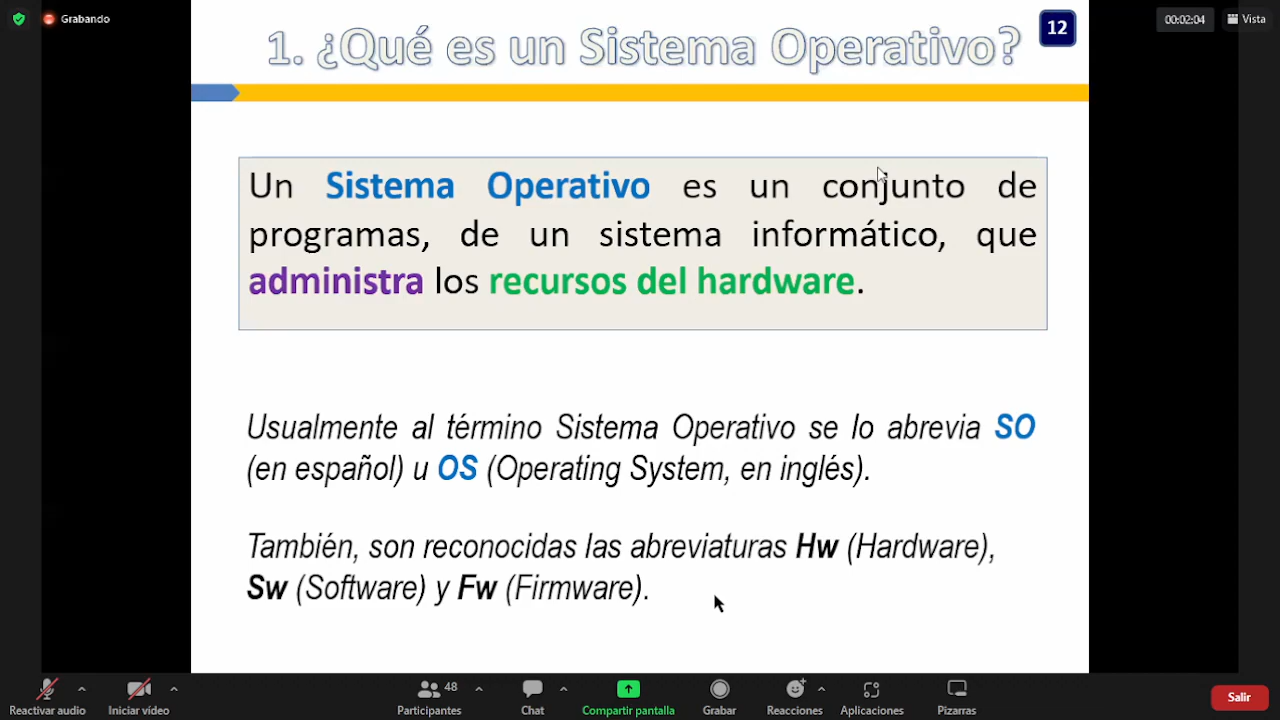 Grabando
00:02:04
Vista
1. ¿Qué es un Sistema Operativo?
12
Un Sistema Operativo es un conjunto de
programas, de un sistema informático, que
administra los recursos del hardware.
Usualmente al término Sistema Operativo se lo abrevia SO
(en español) u OS (Operating System, en inglés).
También, son reconocidas las abreviaturas Hw (Hardware),
Sw (Software) y Fw (Firmware).
Reactivar audio
Iniciar vídeo
48
Participantes
Chat
Compartir pantalla
Grabar
Reacciones
Aplicaciones
Pizarras
Salir